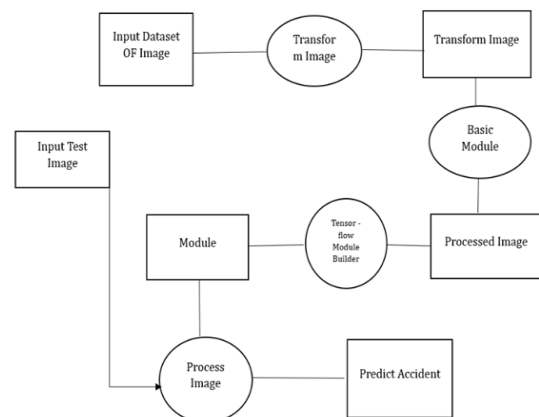 Input Dataset
OF Image
Transfor
m Image
Transform Image
Basic
Module
Input Test
Image
Tensor -
flow
Module
Builder
Module
Processed Image
Process
Image
Predict Accident